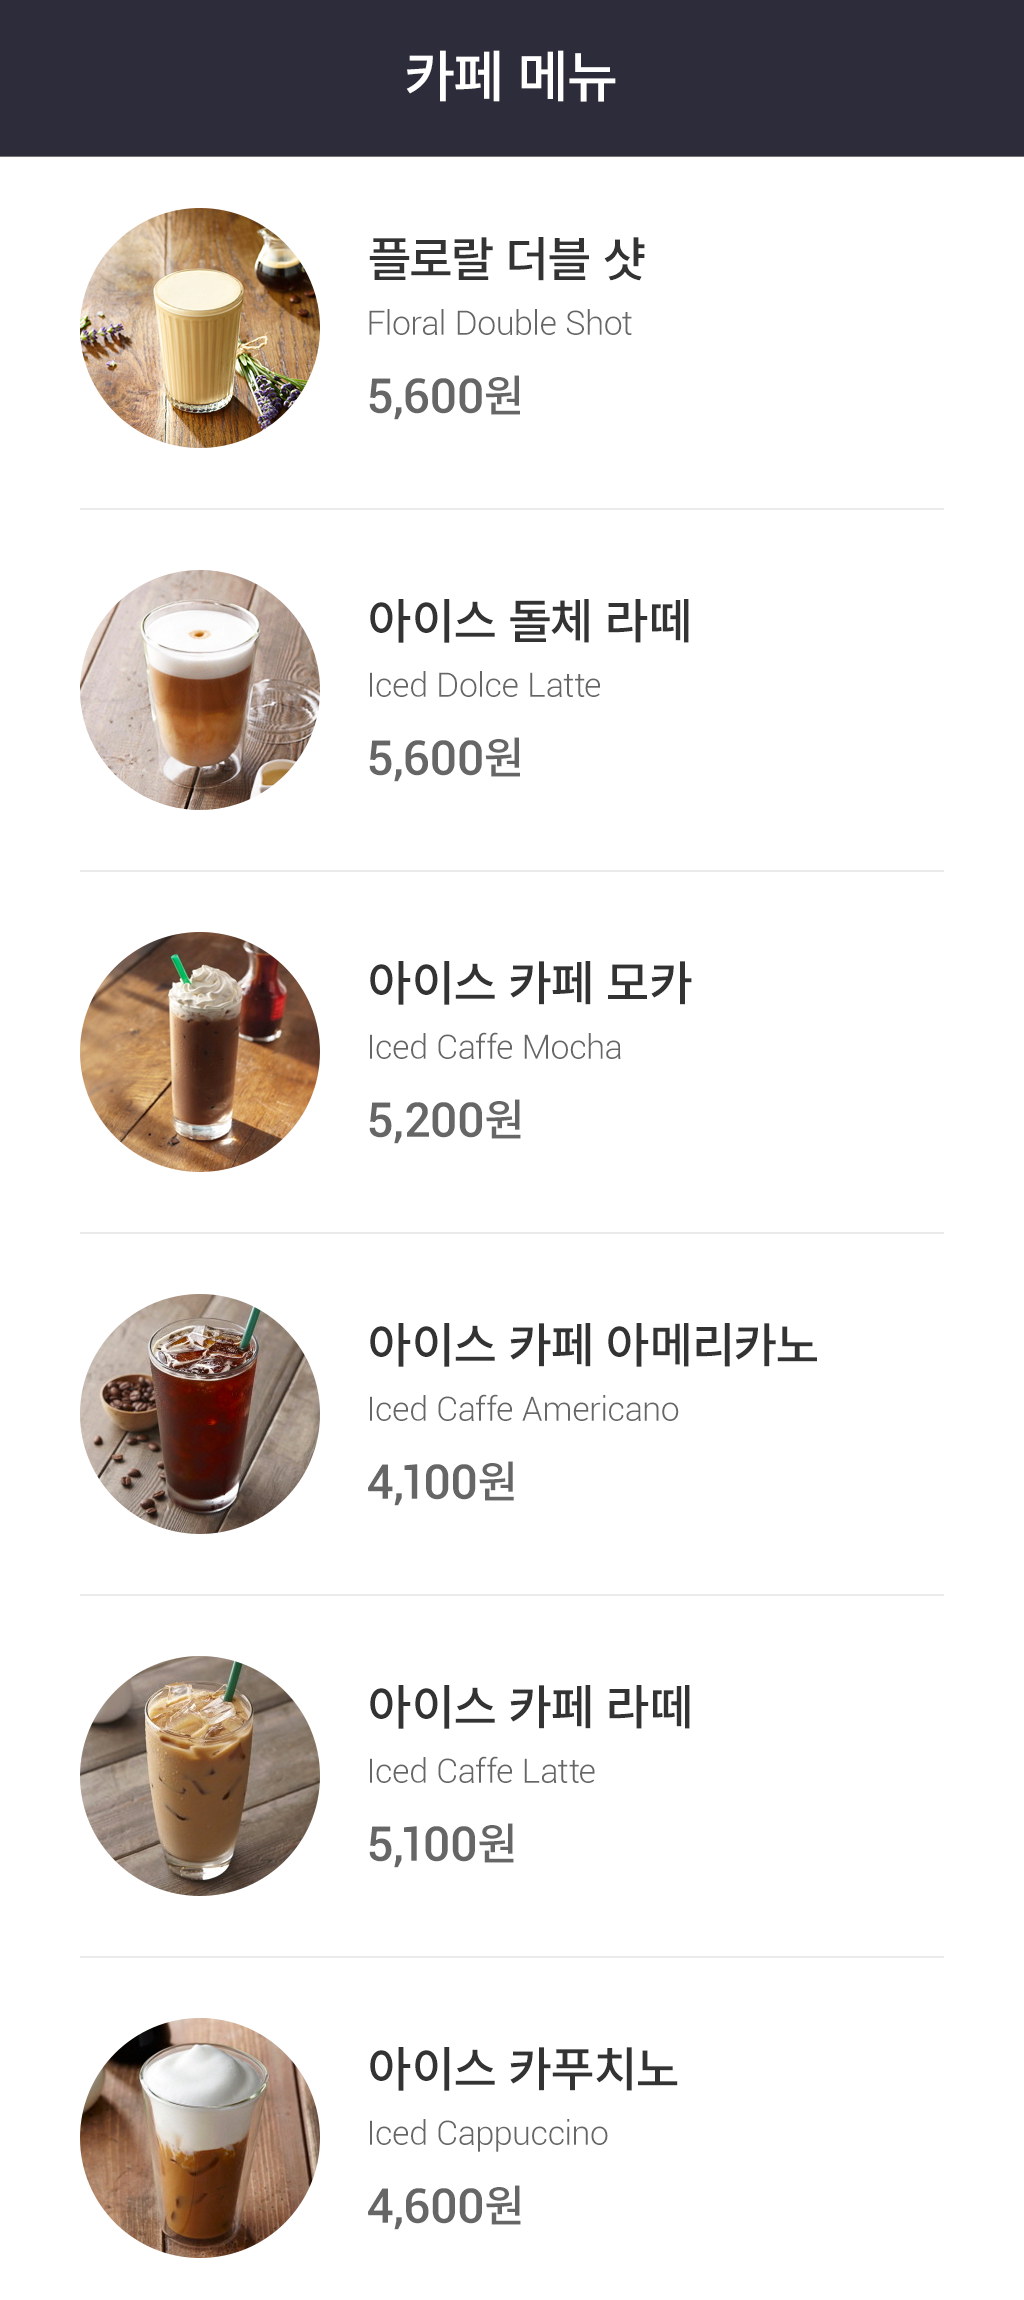 카페 메뉴
플로랄 더블 샷
Floral Double Shot
5,600원
아이스 돌체 라떼
Iced Dolce Latte
5,600원
아이스 카페 모카
Iced Caffe Mocha
5,200원
아이스 카페 아메리카노
Iced Caffe Americano
4,100원
아이스 카페 라떼
Iced Caffe Latte
5,100원
아이스 카푸치노
Iced Cappuccino
4,600원